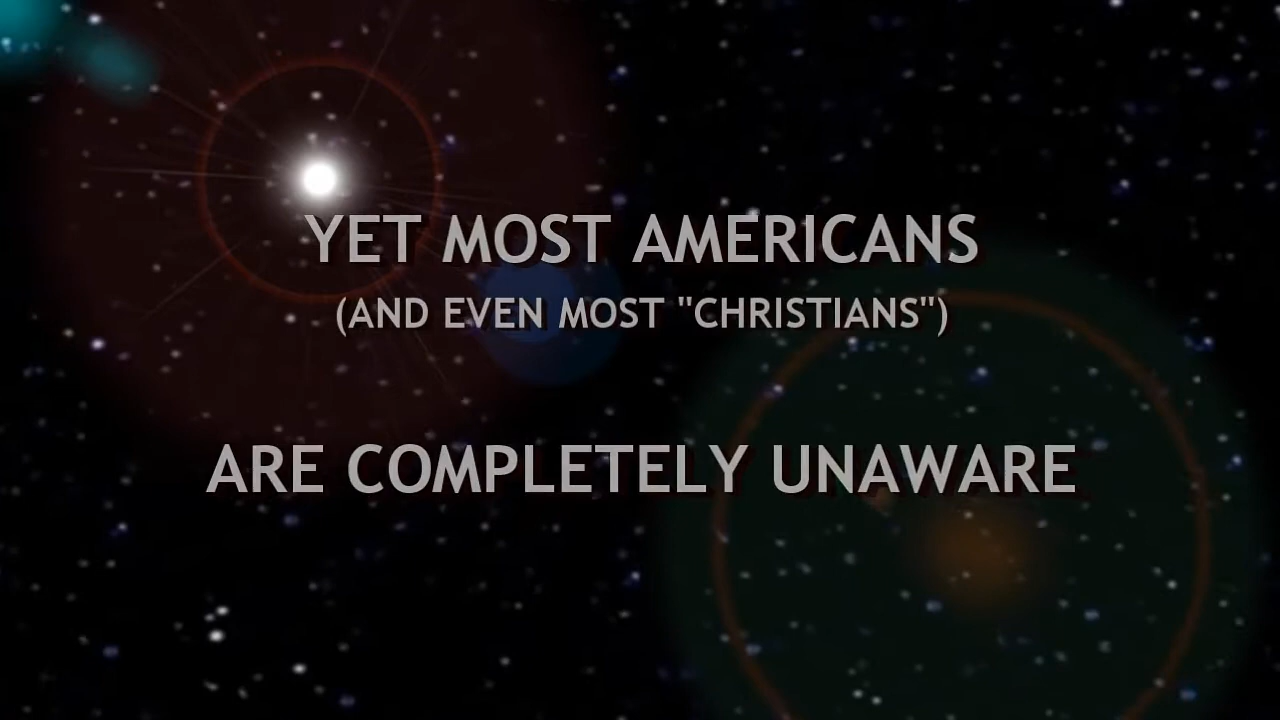 YET MOST AMERICANS
(AND EVEN MOST "CHRISTIANS")
ARE COMPLETELY UNAWARE